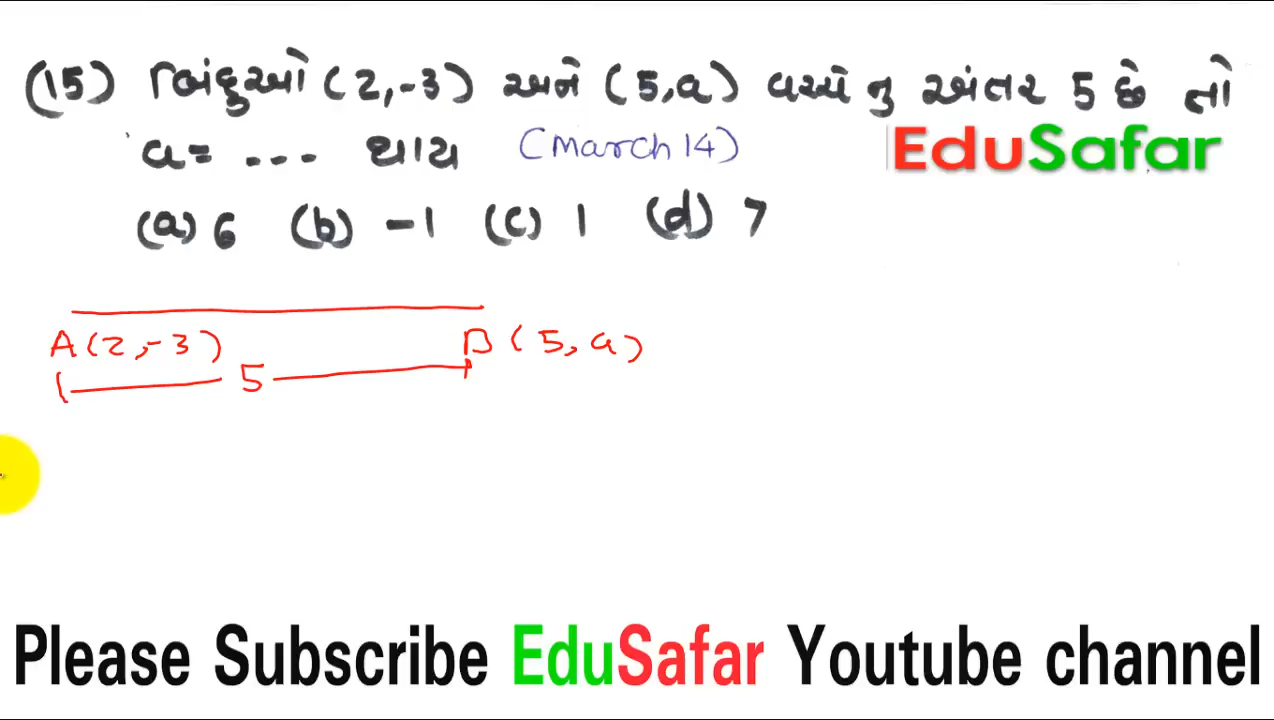 (15) બિંદુઓ (2,-3) અને (5,a) વચ્ચે નુ અંતર 5 છે તો
a= ... થાય (March 14)
EduSafar
(a) 6 (b) -1 (c) 1 (d) 7
A(2,-3) B(5,a)
5
Please Subscribe EduSafar Youtube channel